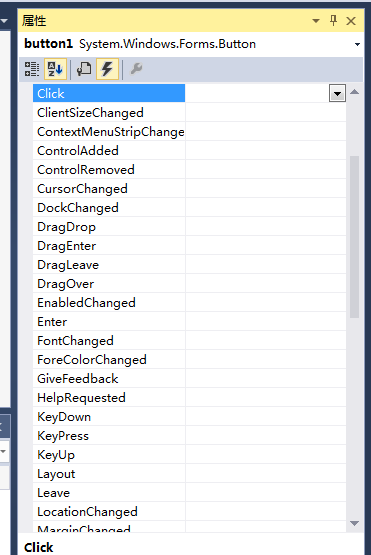 属性
button1 System.Windows.Forms.Button
Click
ClientSizeChanged
ContextMenuStripChange
ControlAdded
ControlRemoved
CursorChanged
DockChanged
DragDrop
DragEnter
DragLeave
DragOver
EnabledChanged
Enter
FontChanged
ForeColorChanged
GiveFeedback
HelpRequested
KeyDown
KeyPress
KeyUp
Layout
Leave
LocationChanged
MarginChanged
Click